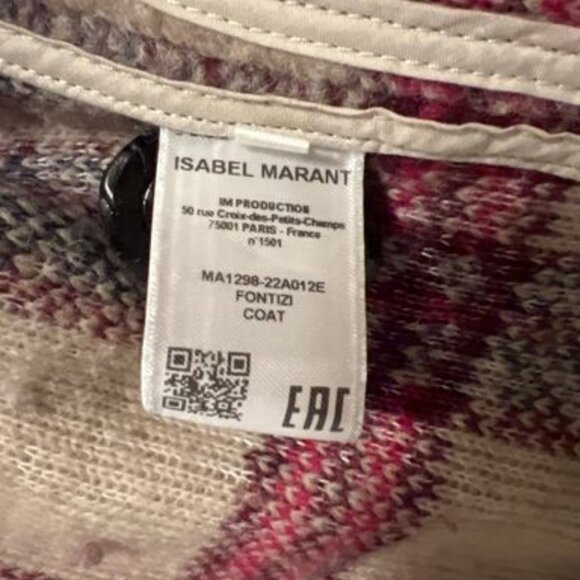 ISABEL MARANT
IM PRODUCTION
50 rue Croix-des-Petits-Champs
75001 PARIS - France
n°1501
MA1298-22A012E
FONTIZI
COAT
EAC